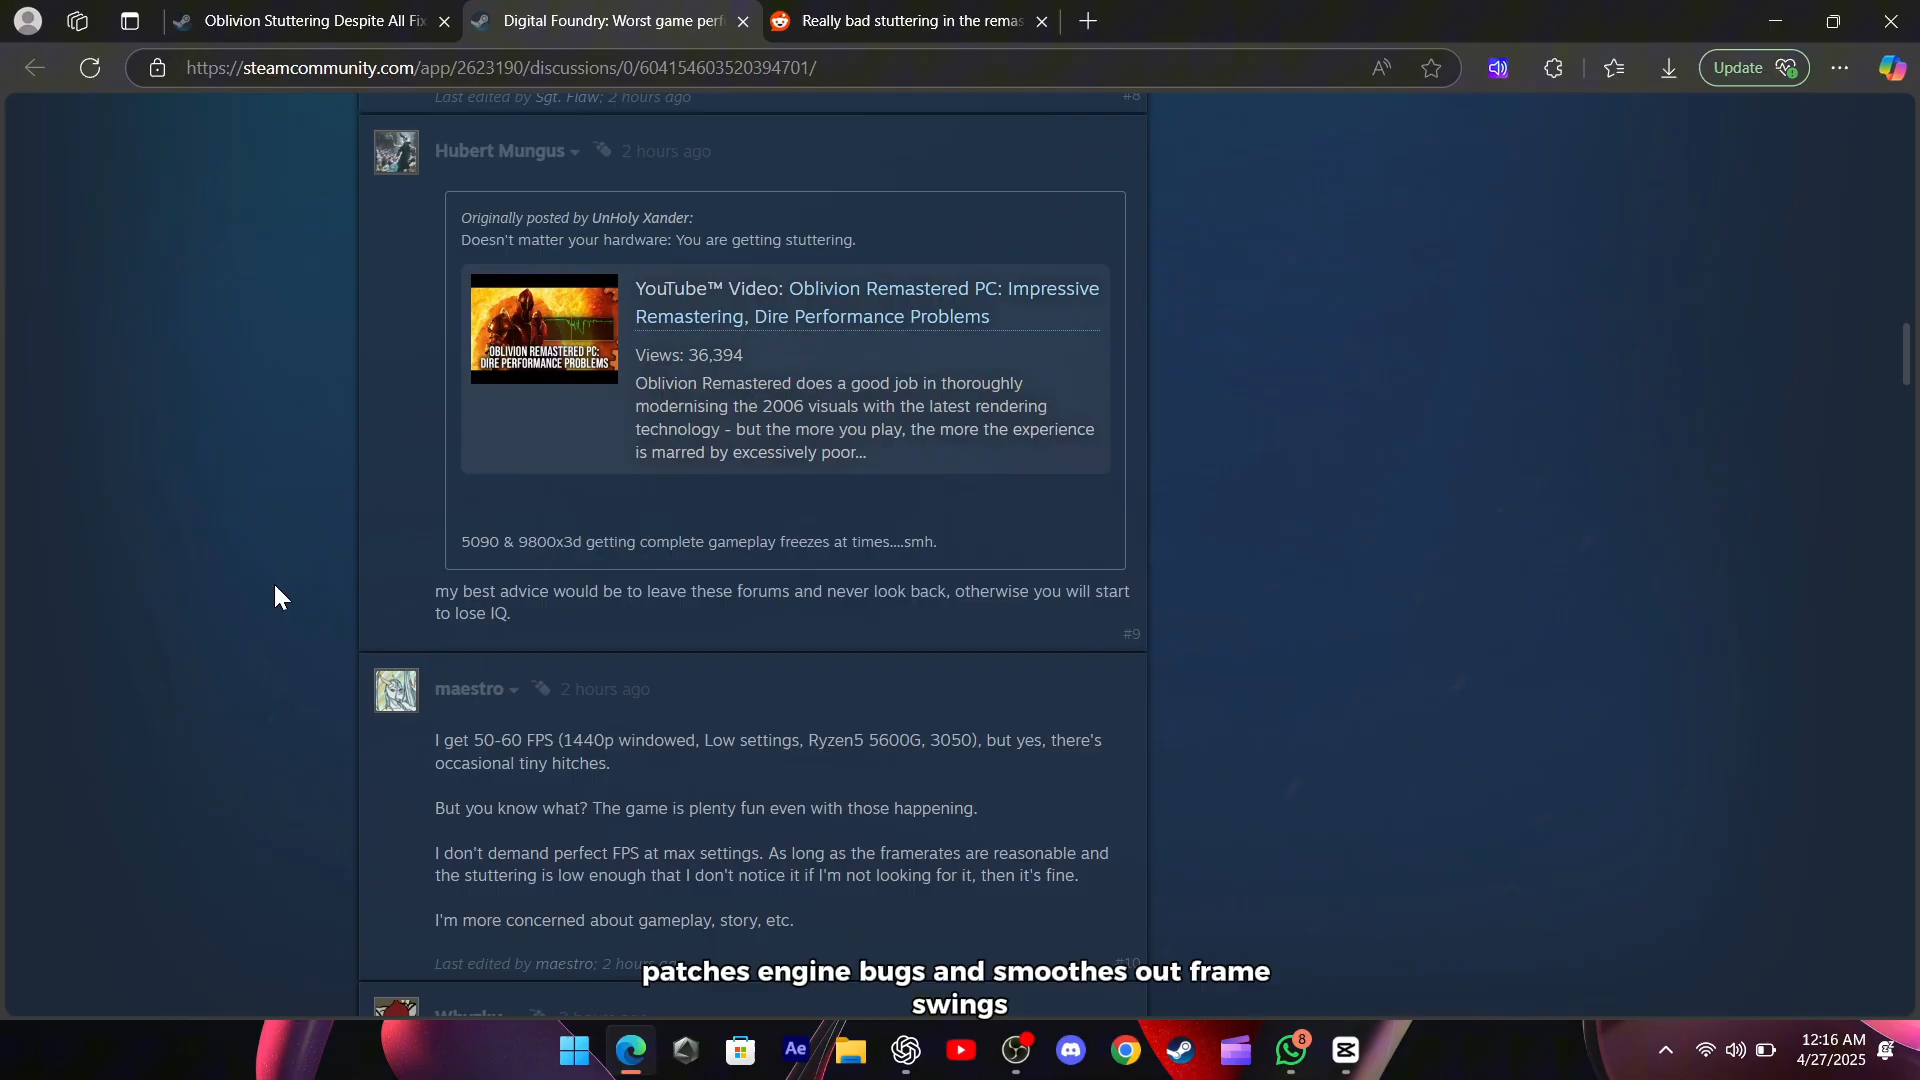 Oblivion Stuttering Despite All Fix
Digital Foundry: Worst game perf
Really bad stuttering in the remas
https://steamcommunity.com/app/2623190/discussions/0/604154603520394701/
Update
Last edited by Sgt. Flaw; 2 hours ago
#8
Hubert Mungus
2 hours ago
Originally posted by UnHoly Xander:
Doesn't matter your hardware: You are getting stuttering.
OBLIVION REMASTERED PC:
DIRE PERFORMANCE PROBLEMS
YouTube™ Video: Oblivion Remastered PC: Impressive
Remastering, Dire Performance Problems
Views: 36,394
Oblivion Remastered does a good job in thoroughly
modernising the 2006 visuals with the latest rendering
technology - but the more you play, the more the experience
is marred by excessively poor...
5090 & 9800x3d getting complete gameplay freezes at times....smh.
my best advice would be to leave these forums and never look back, otherwise you will start
to lose IQ.
#9
maestro
2 hours ago
I get 50-60 FPS (1440p windowed, Low settings, Ryzen5 5600G, 3050), but yes, there's
occasional tiny hitches.
But you know what? The game is plenty fun even with those happening.
I don't demand perfect FPS at max settings. As long as the framerates are reasonable and
the stuttering is low enough that I don't notice it if I'm not looking for it, then it's fine.
I'm more concerned about gameplay, story, etc.
Last edited by maestro; 2 hours
#10
patches engine bugs and smoothes out frame
swings
Ae
8
12:16 AM
4/27/2025